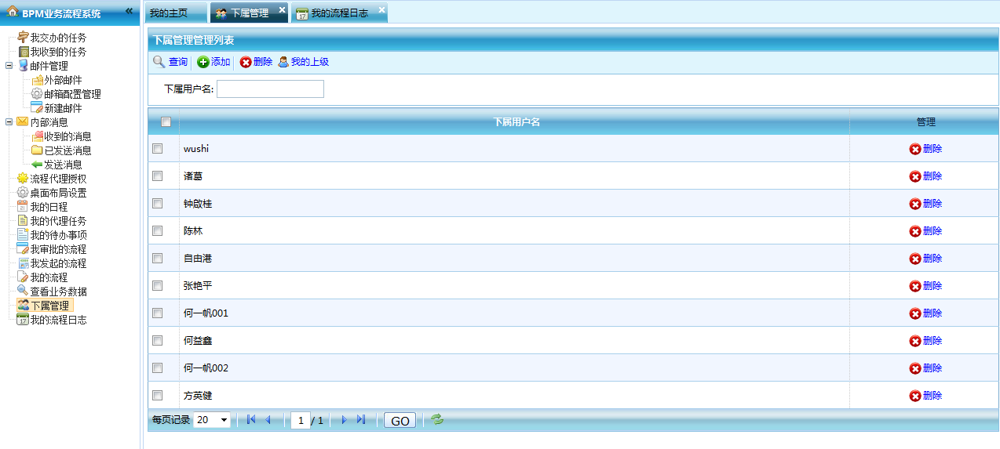 BPM业务流程系统
我交办的任务
我收到的任务
邮件管理
外部邮件
邮箱配置管理
新建邮件
内部消息
收到的消息
已发送消息
发送消息
流程代理授权
桌面布局设置
我的日程
我的代理任务
我的待办事项
我审批的流程
我发起的流程
我的流程
查看业务数据
下属管理
我的流程日志
我的主页 下属管理 我的流程日志
下属管理管理列表
查询 添加 删除 我的上级
下属用户名:
下属用户名 管理
wushi 删除
诸葛 删除
钟啟桂 删除
陈林 删除
自由港 删除
张艳平 删除
何一帆001 删除
何益鑫 删除
何一帆002 删除
方英健 删除
每页记录 20 1 / 1 GO